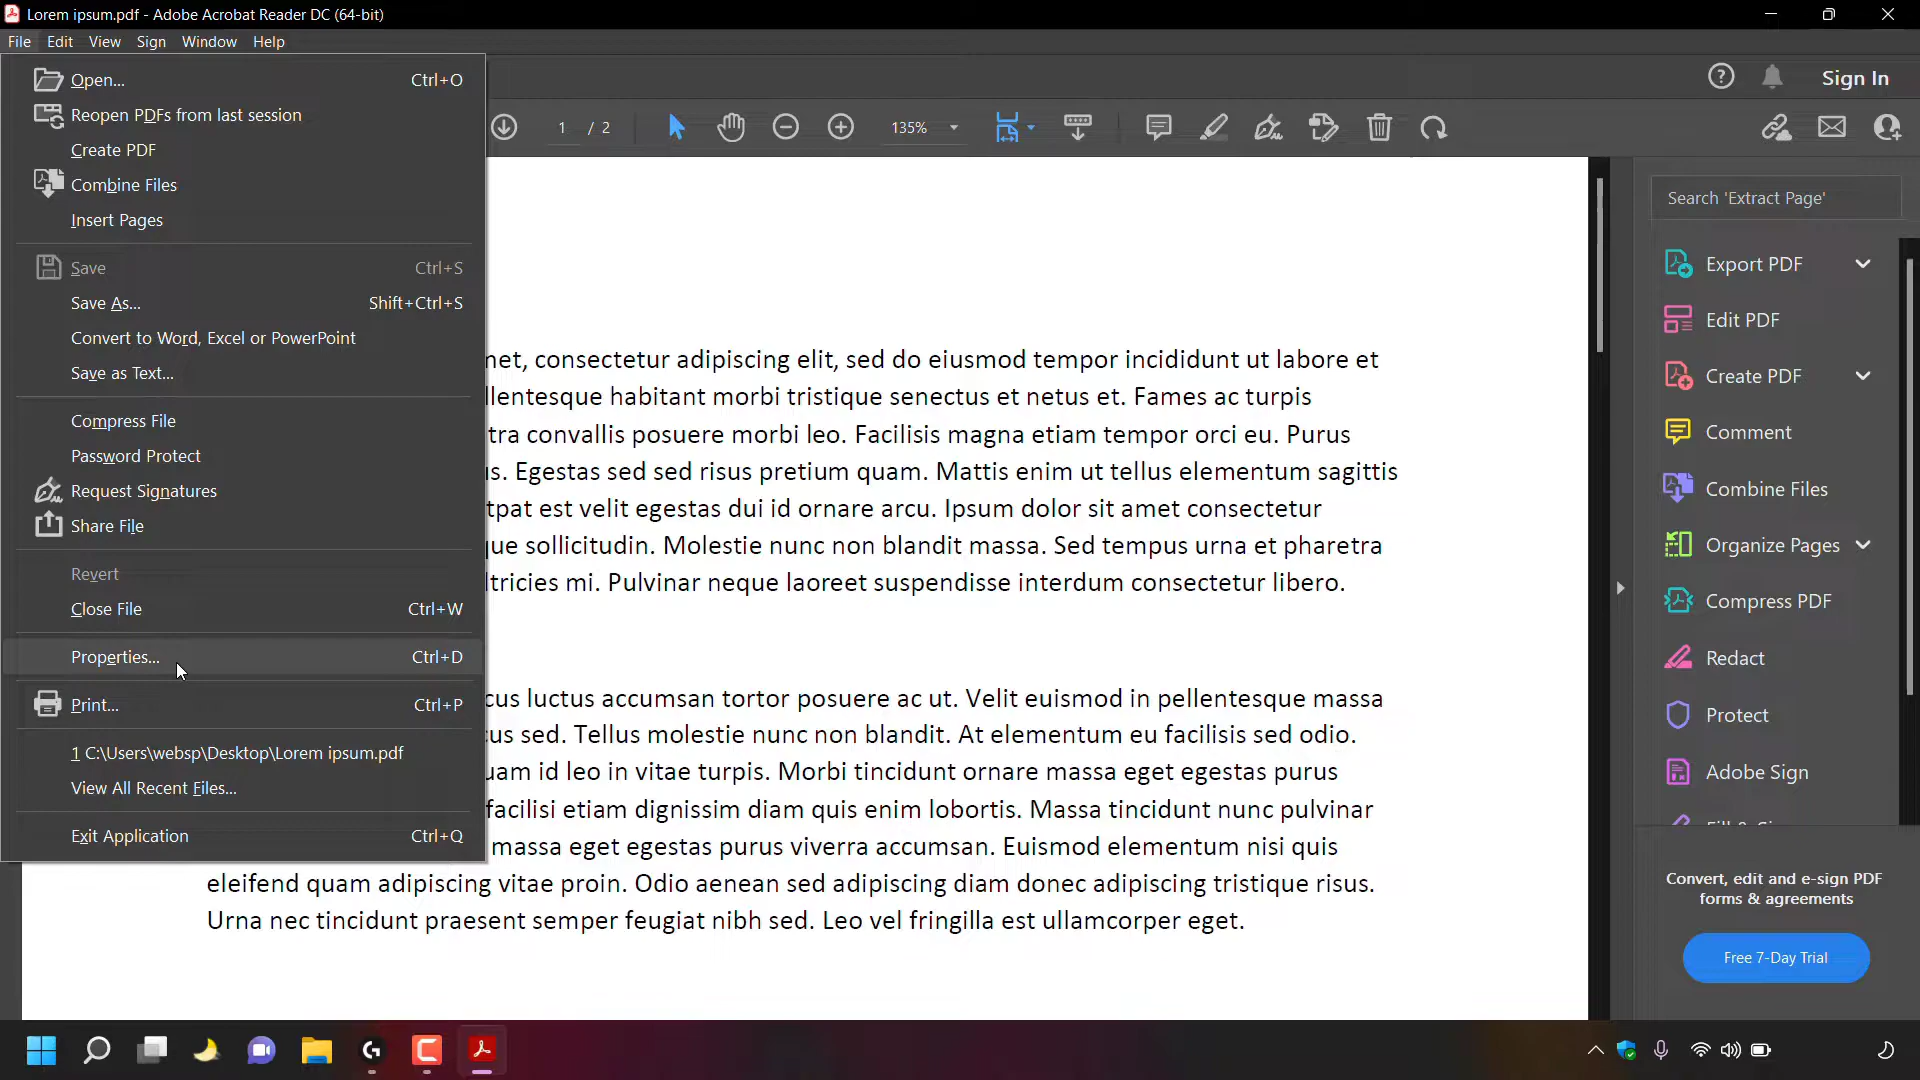 Lorem ipsum.pdf - Adobe Acrobat Reader DC (64-bit)
File Edit View Sign Window Help
Open... Ctrl+O
Reopen PDFs from last session
Create PDF
Combine Files
Insert Pages
Save Ctrl+S
Save As... Shift+Ctrl+S
Convert to Word, Excel or PowerPoint
Save as Text...
Compress File
Password Protect
Request Signatures
Share File
Revert
Close File Ctrl+W
Properties... Ctrl+D
Print... Ctrl+P
1 C:\Users\websp\Desktop\Lorem ipsum.pdf
View All Recent Files...
Exit Application Ctrl+Q
Sign In
1 / 2
135%
met, consectetur adipiscing elit, sed do eiusmod tempor incididunt ut labore et
llentesque habitant morbi tristique senectus et netus et. Fames ac turpis
tra convallis posuere morbi leo. Facilisis magna etiam tempor orci eu. Purus
is. Egestas sed sed risus pretium quam. Mattis enim ut tellus elementum sagittis
tpat est velit egestas dui id ornare arcu. Ipsum dolor sit amet consectetur
que sollicitudin. Molestie nunc non blandit massa. Sed tempus urna et pharetra
ltricies mi. Pulvinar neque laoreet suspendisse interdum consectetur libero.
cus luctus accumsan tortor posuere ac ut. Velit euismod in pellentesque massa
cus sed. Tellus molestie nunc non blandit. At elementum eu facilisis sed odio.
uam id leo in vitae turpis. Morbi tincidunt ornare massa eget egestas purus
facilisi etiam dignissim diam quis enim lobortis. Massa tincidunt nunc pulvinar
massa eget egestas purus viverra accumsan. Euismod elementum nisi quis
eleifend quam adipiscing vitae proin. Odio aenean sed adipiscing diam donec adipiscing tristique risus.
Urna nec tincidunt praesent semper feugiat nibh sed. Leo vel fringilla est ullamcorper eget.
Search 'Extract Page'
Export PDF
Edit PDF
Create PDF
Comment
Combine Files
Organize Pages
Compress PDF
Redact
Protect
Adobe Sign
Convert, edit and e-sign PDF
forms & agreements
Free 7-Day Trial